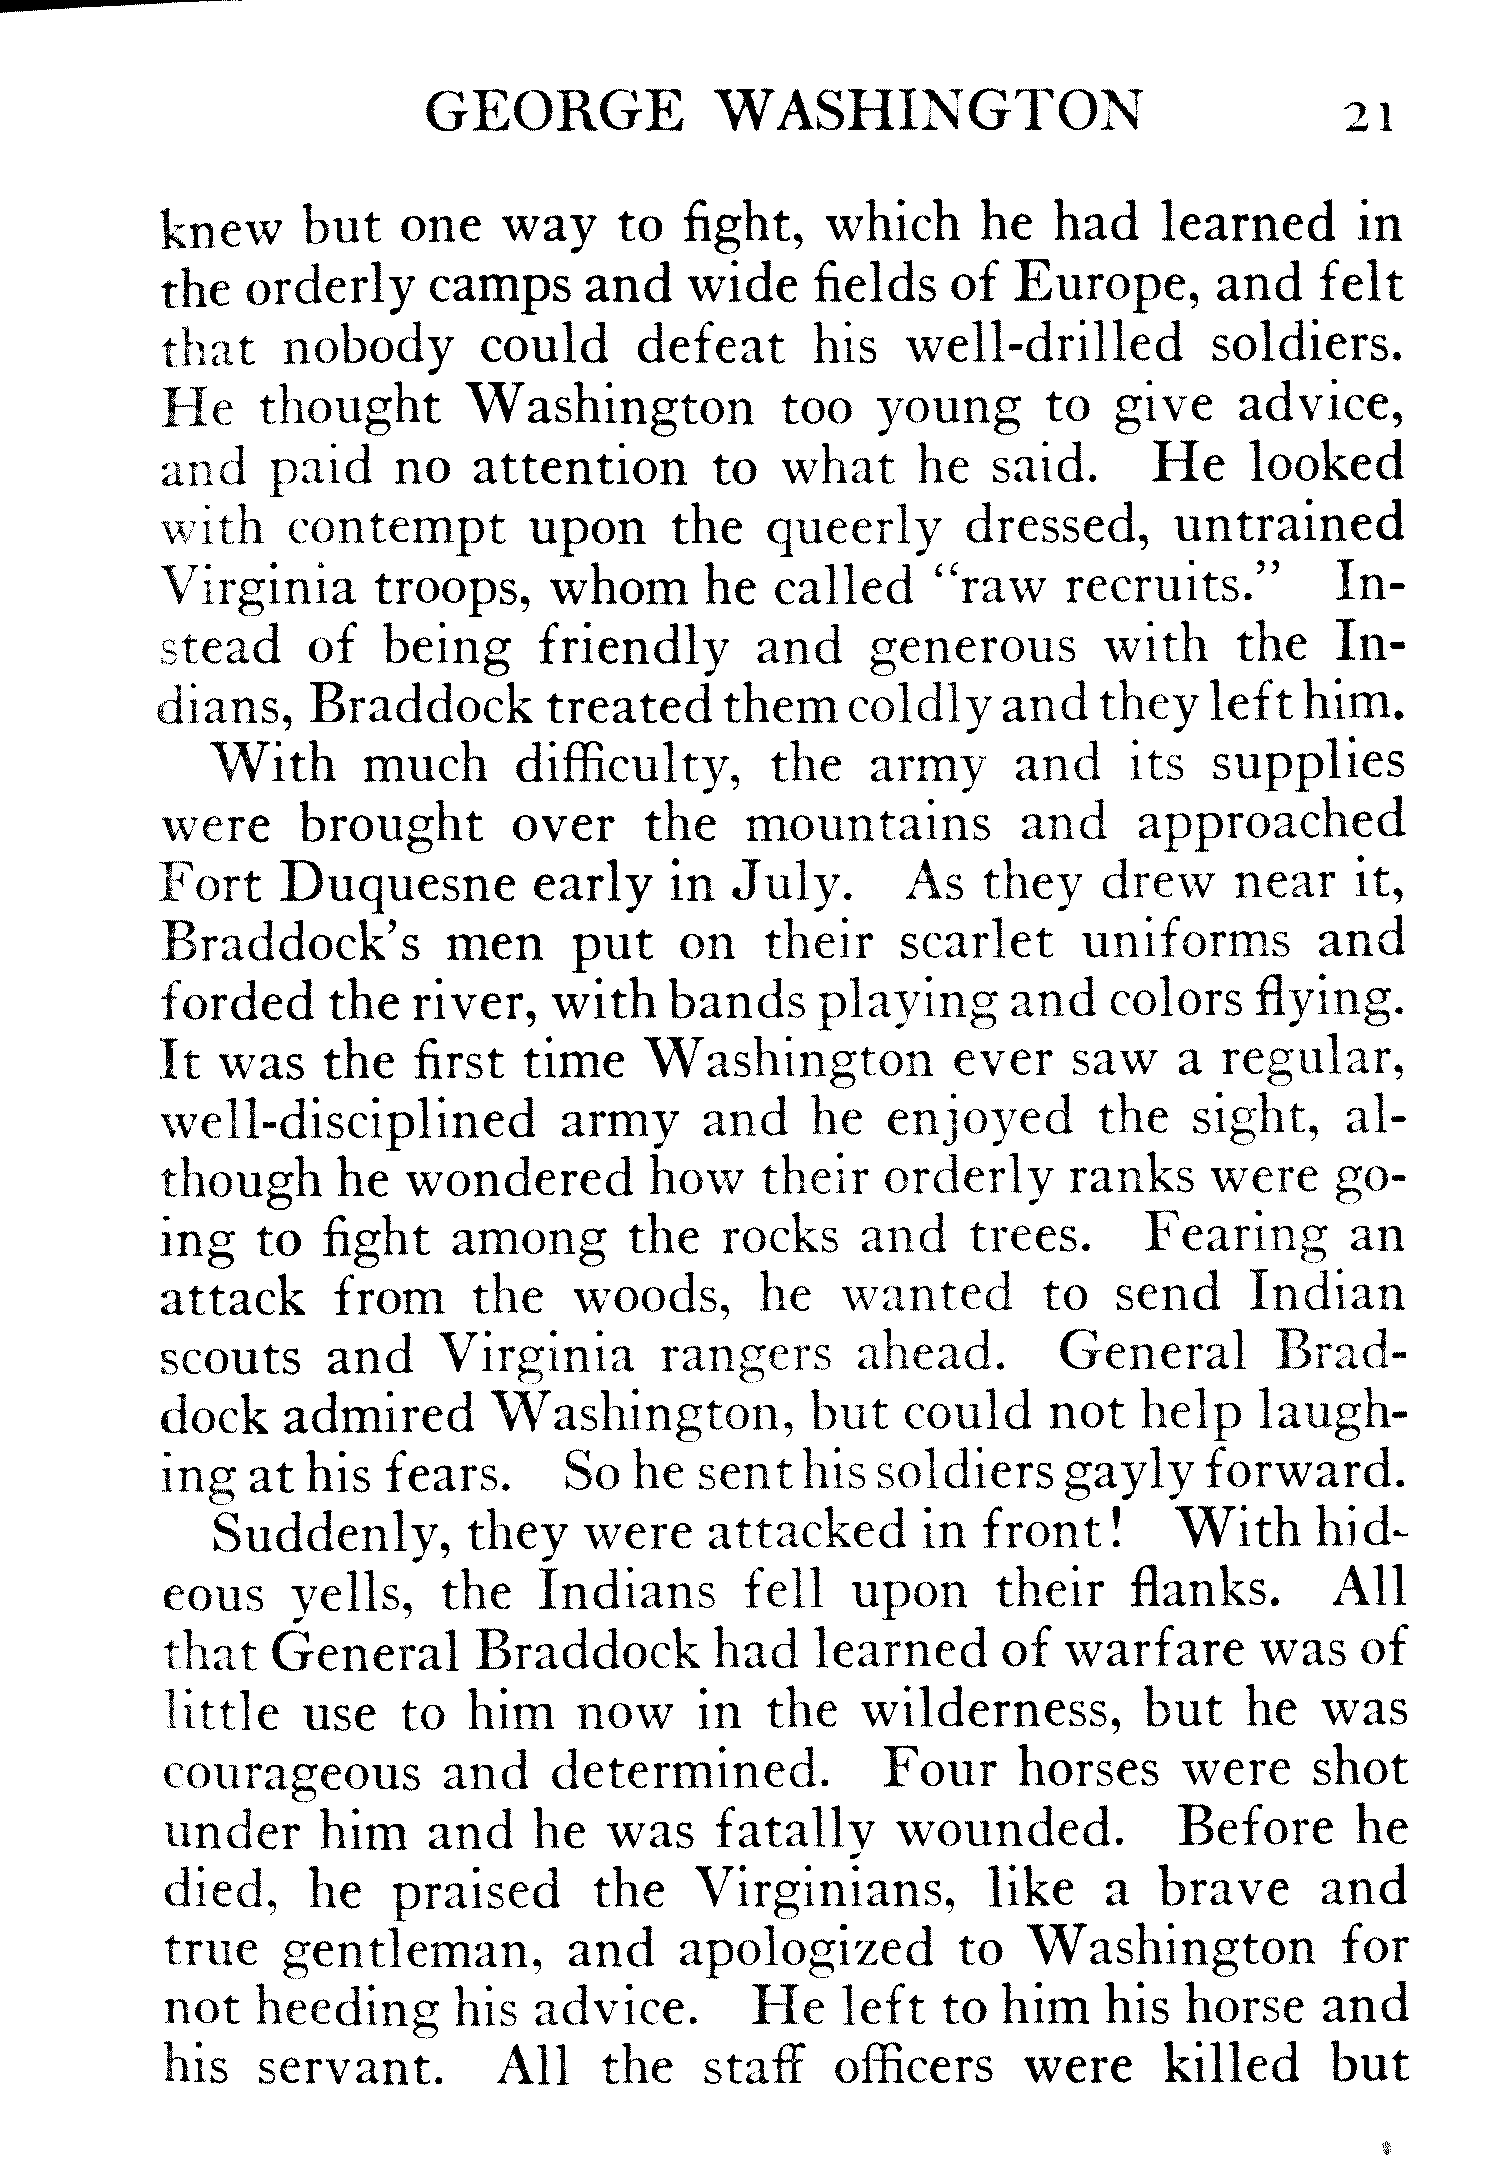 GEORGE WASHINGTON 21
knew but one way to fight, which he had learned in
the orderly camps and wide fields of Europe, and felt
that nobody could defeat his well-drilled soldiers.
He thought Washington too young to give advice,
and paid no attention to what he said. He looked
with contempt upon the queerly dressed, untrained
Virginia troops, whom he called "raw recruits." In-
stead of being friendly and generous with the In-
dians, Braddock treated them coldly and they left him.
With much difficulty, the army and its supplies
were brought over the mountains and approached
Fort Duquesne early in July. As they drew near it,
Braddock's men put on their scarlet uniforms and
forded the river, with bands playing and colors flying.
It was the first time Washington ever saw a regular,
well-disciplined army and he enjoyed the sight, al-
though he wondered how their orderly ranks were go-
ing to fight among the rocks and trees. Fearing an
attack from the woods, he wanted to send Indian
scouts and Virginia rangers ahead. General Brad-
dock admired Washington, but could not help laugh-
ing at his fears. So he sent his soldiers gayly forward.
Suddenly, they were attacked in front! With hid-
eous yells, the Indians fell upon their flanks. All
that General Braddock had learned of warfare was of
little use to him now in the wilderness, but he was
courageous and determined. Four horses were shot
under him and he was fatally wounded. Before he
died, he praised the Virginians, like a brave and
true gentleman, and apologized to Washington for
not heeding his advice. He left to him his horse and
his servant. All the staff officers were killed but